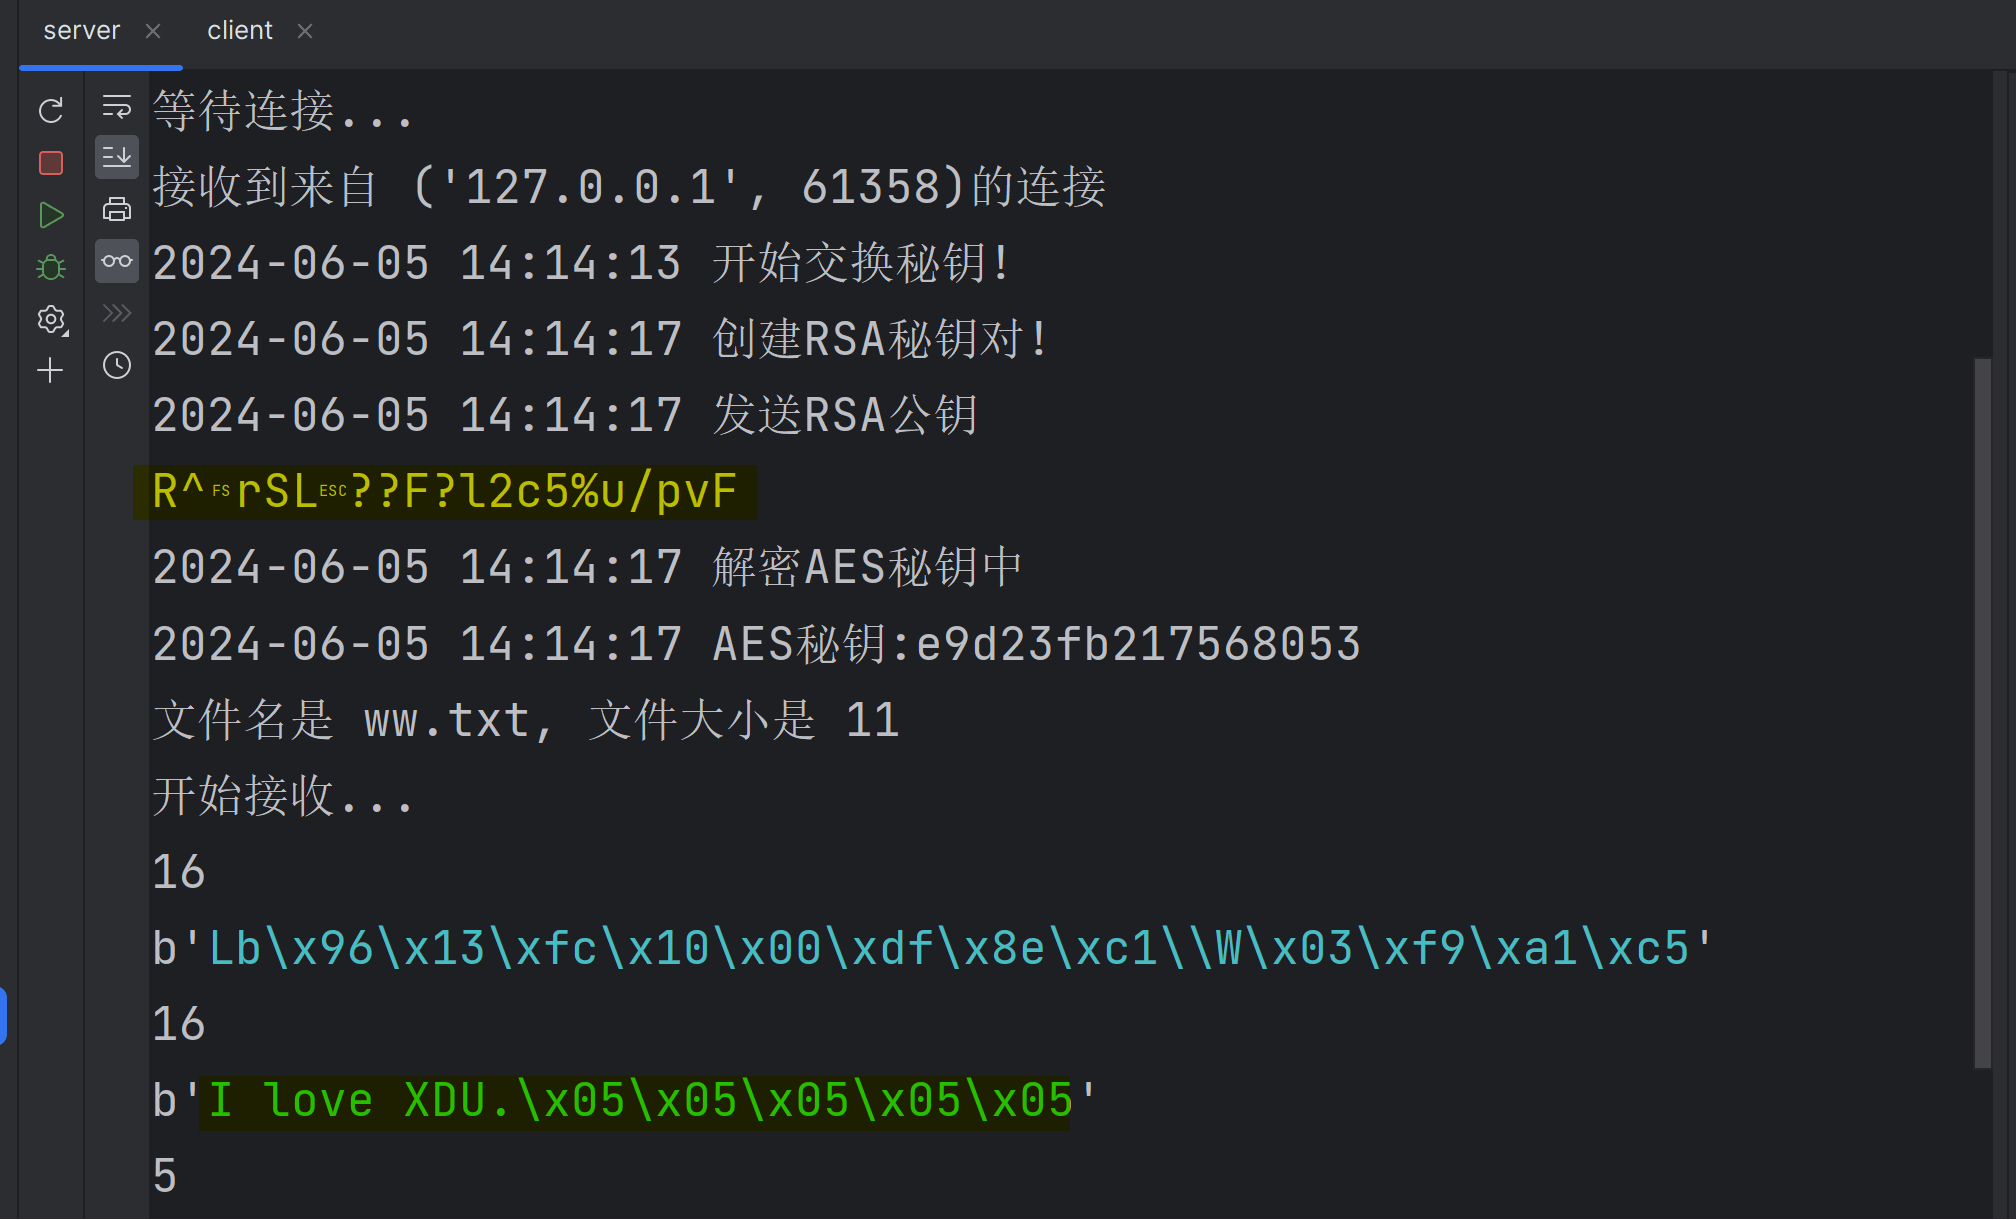 server client
等待连接...
接收到来自 ('127.0.0.1', 61358)的连接
2024-06-05 14:14:13 开始交换秘钥!
2024-06-05 14:14:17 创建RSA秘钥对!
2024-06-05 14:14:17 发送RSA公钥
R^FSrSLESC??F?l2c5%u/pvF
2024-06-05 14:14:17 解密AES秘钥中
2024-06-05 14:14:17 AES秘钥:e9d23fb217568053
文件名是 ww.txt, 文件大小是 11
开始接收...
16
b'Lb\x96\x13\xfc\x10\x00\xdf\x8e\xc1\\W\x03\xf9\xa1\xc5'
16
b'I love XDU.\x05\x05\x05\x05\x05'
5